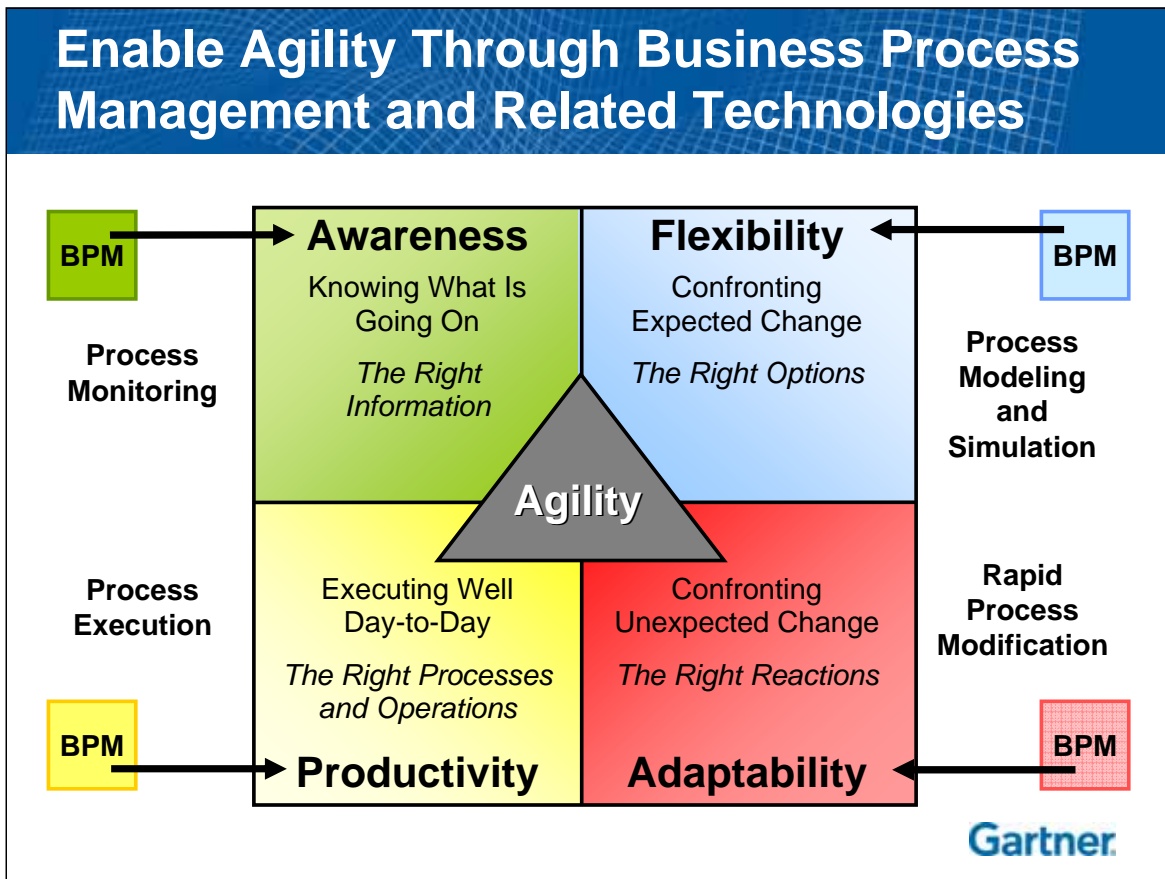 Enable Agility Through Business Process
Management and Related Technologies
BPM
Process
Monitoring
Awareness
Knowing What Is
Going On
The Right
Information
Flexibility
Confronting
Expected Change
The Right Options
BPM
Process
Modeling
and
Simulation
Agility
Process
Execution
BPM
Executing Well
Day-to-Day
The Right Processes
and Operations
Productivity
Confronting
Unexpected Change
The Right Reactions
Adaptability
Rapid
Process
Modification
BPM
Gartner.